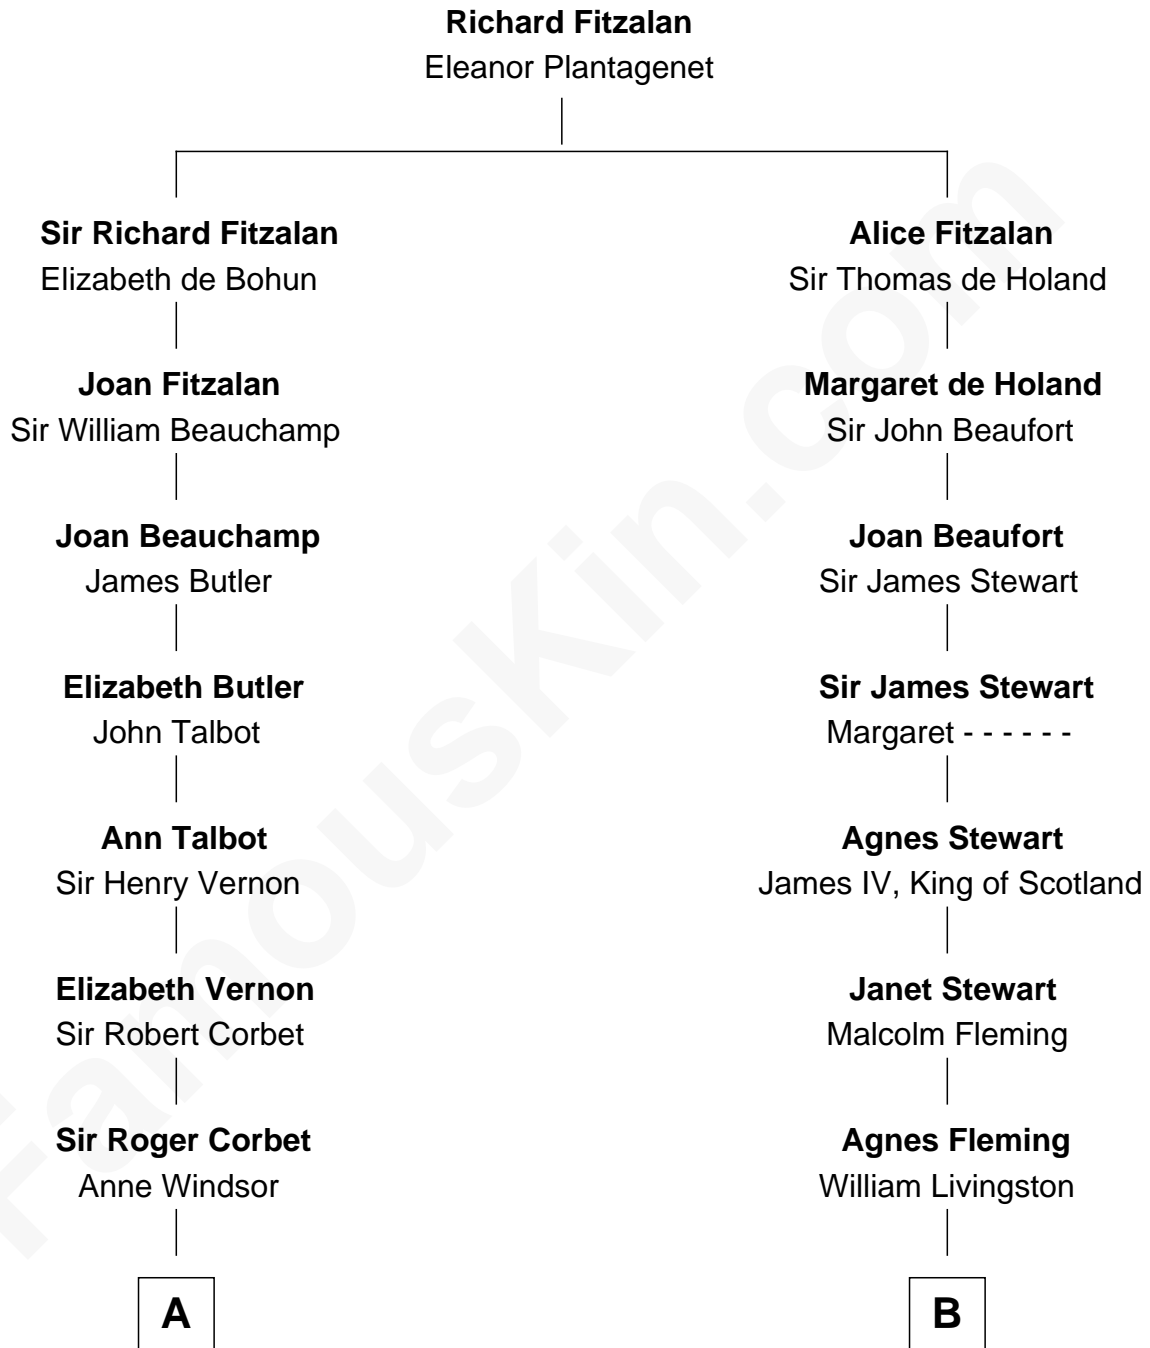 Richard Fitzalan
Eleanor Plantagenet
Sir Richard Fitzalan
Elizabeth de Bohun
Alice Fitzalan
Sir Thomas de Holand
Joan Fitzalan
Sir William Beauchamp
Margaret de Holand
Sir John Beaufort
Joan Beauchamp
James Butler
Joan Beaufort
Sir James Stewart
Elizabeth Butler
John Talbot
Sir James Stewart
Margaret - - - - - -
Ann Talbot
Sir Henry Vernon
Agnes Stewart
James IV, King of Scotland
Elizabeth Vernon
Sir Robert Corbet
Janet Stewart
Malcolm Fleming
Sir Roger Corbet
Anne Windsor
Agnes Fleming
William Livingston
A
B
FamousKin.com